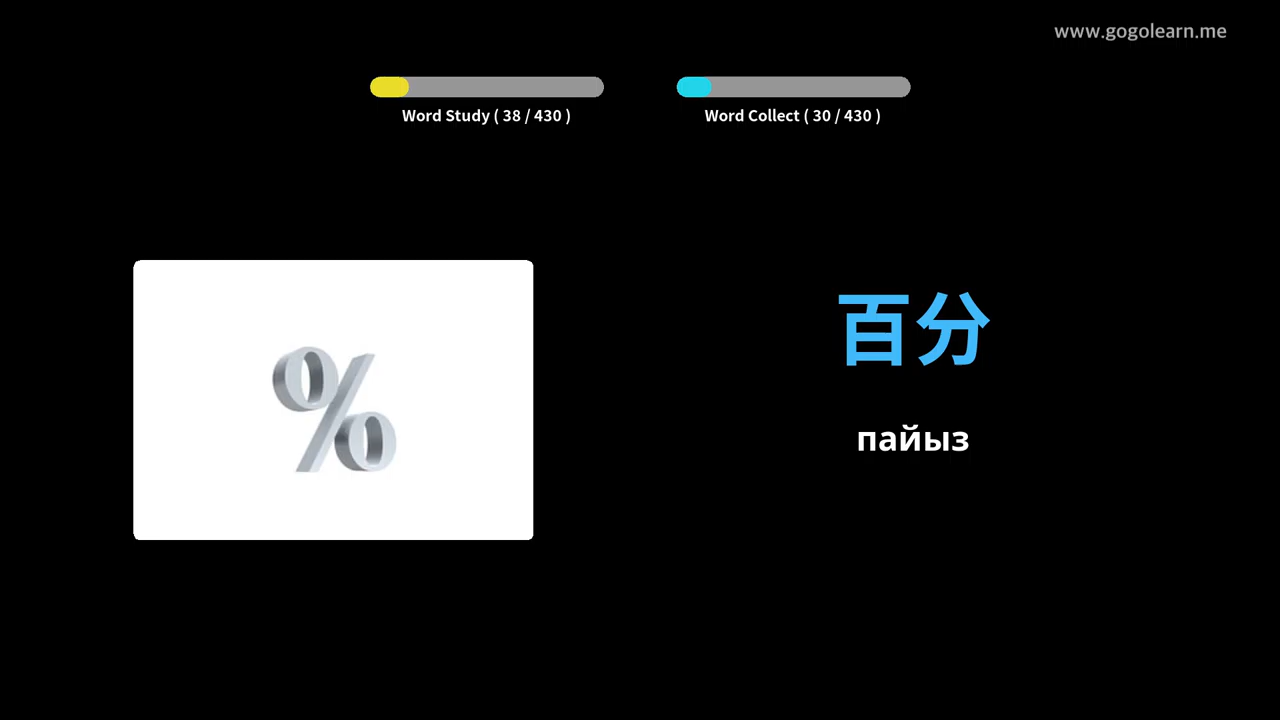 www.gogolearn.me
Word Study ( 38 / 430 )
Word Collect ( 30 / 430 )
%
百分
пайыз